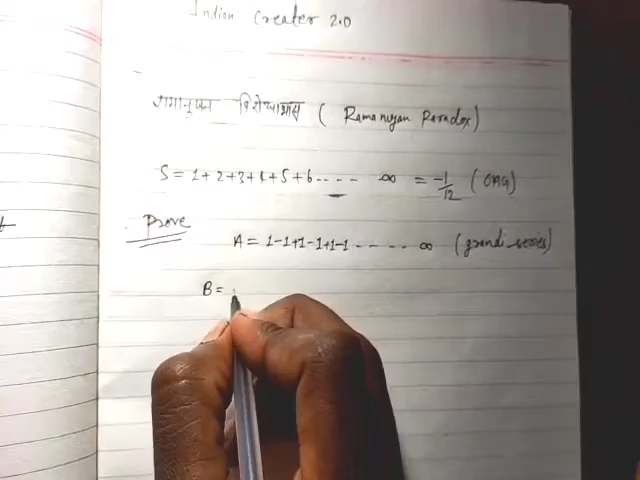 Indian Creater 2.0
रामानुजन विरोधाभास ( Ramanujan Paradox)
S = 1+2+3+4+5+6 ..... ∞ = -1/12 (OMG)
Prove
A = 1-1+1-1+1-1 ..... ∞ (grandi series)
B =